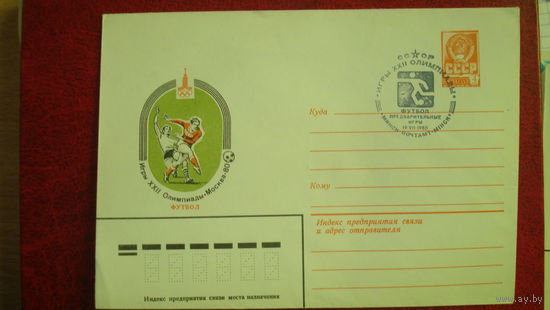 СССР
ИГРЫ XXII ОЛИМПИАДЫ
ФУТБОЛ
ПРЕДВАРИТЕЛЬНЫЕ
ИГРЫ
МИНСК-ПОЧТАМТ
СССР
Куда
Кому
Игры XXII Олимпиады·Москва·80
ФУТБОЛ
Индекс предприятия связи
и адрес отправителя
Индекс предприятия связи места назначения
www.ay.by